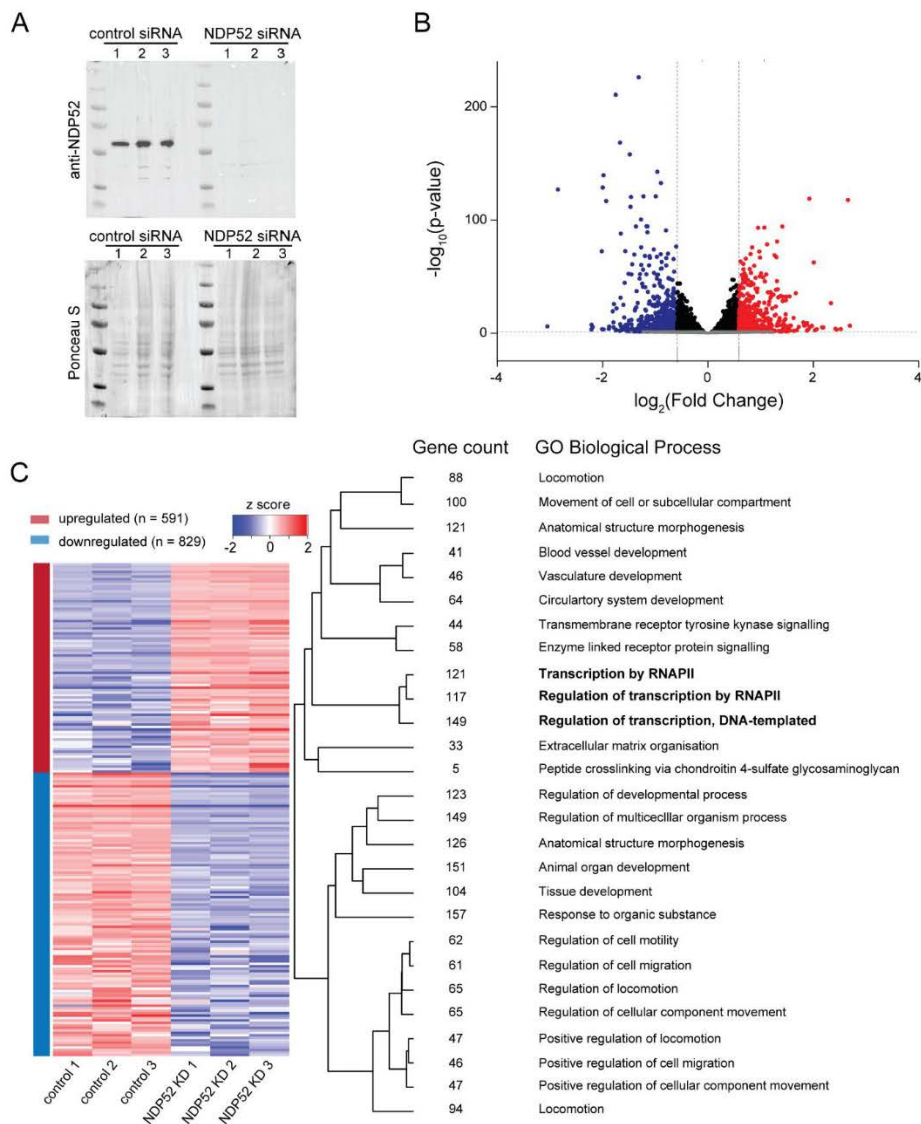 A
control siRNA NDP52 siRNA
1 2 3 1 2 3
anti-NDP52
control siRNA NDP52 siRNA
1 2 3 1 2 3
Ponceau S
B
200
100
0
-log10(p-value)
-4 -2 0 2 4
log2(Fold Change)
C
upregulated (n = 591)
downregulated (n = 829)
z score
-2 0 2
control 1
control 2
control 3
NDP52 KD 1
NDP52 KD 2
NDP52 KD 3
Gene count GO Biological Process
88 Locomotion
100 Movement of cell or subcellular compartment
121 Anatomical structure morphogenesis
41 Blood vessel development
46 Vasculature development
64 Circulartory system development
44 Transmembrane receptor tyrosine kynase signalling
58 Enzyme linked receptor protein signalling
121 Transcription by RNAPII
117 Regulation of transcription by RNAPII
149 Regulation of transcription, DNA-templated
33 Extracellular matrix organisation
5 Peptide crosslinking via chondroitin 4-sulfate glycosaminoglycan
123 Regulation of developmental process
149 Regulation of multiceclllar organism process
126 Anatomical structure morphogenesis
151 Animal organ development
104 Tissue development
157 Response to organic substance
62 Regulation of cell motility
61 Regulation of cell migration
65 Regulation of locomotion
65 Regulation of cellular component movement
47 Positive regulation of locomotion
46 Positive regulation of cell migration
47 Positive regulation of cellular component movement
94 Locomotion